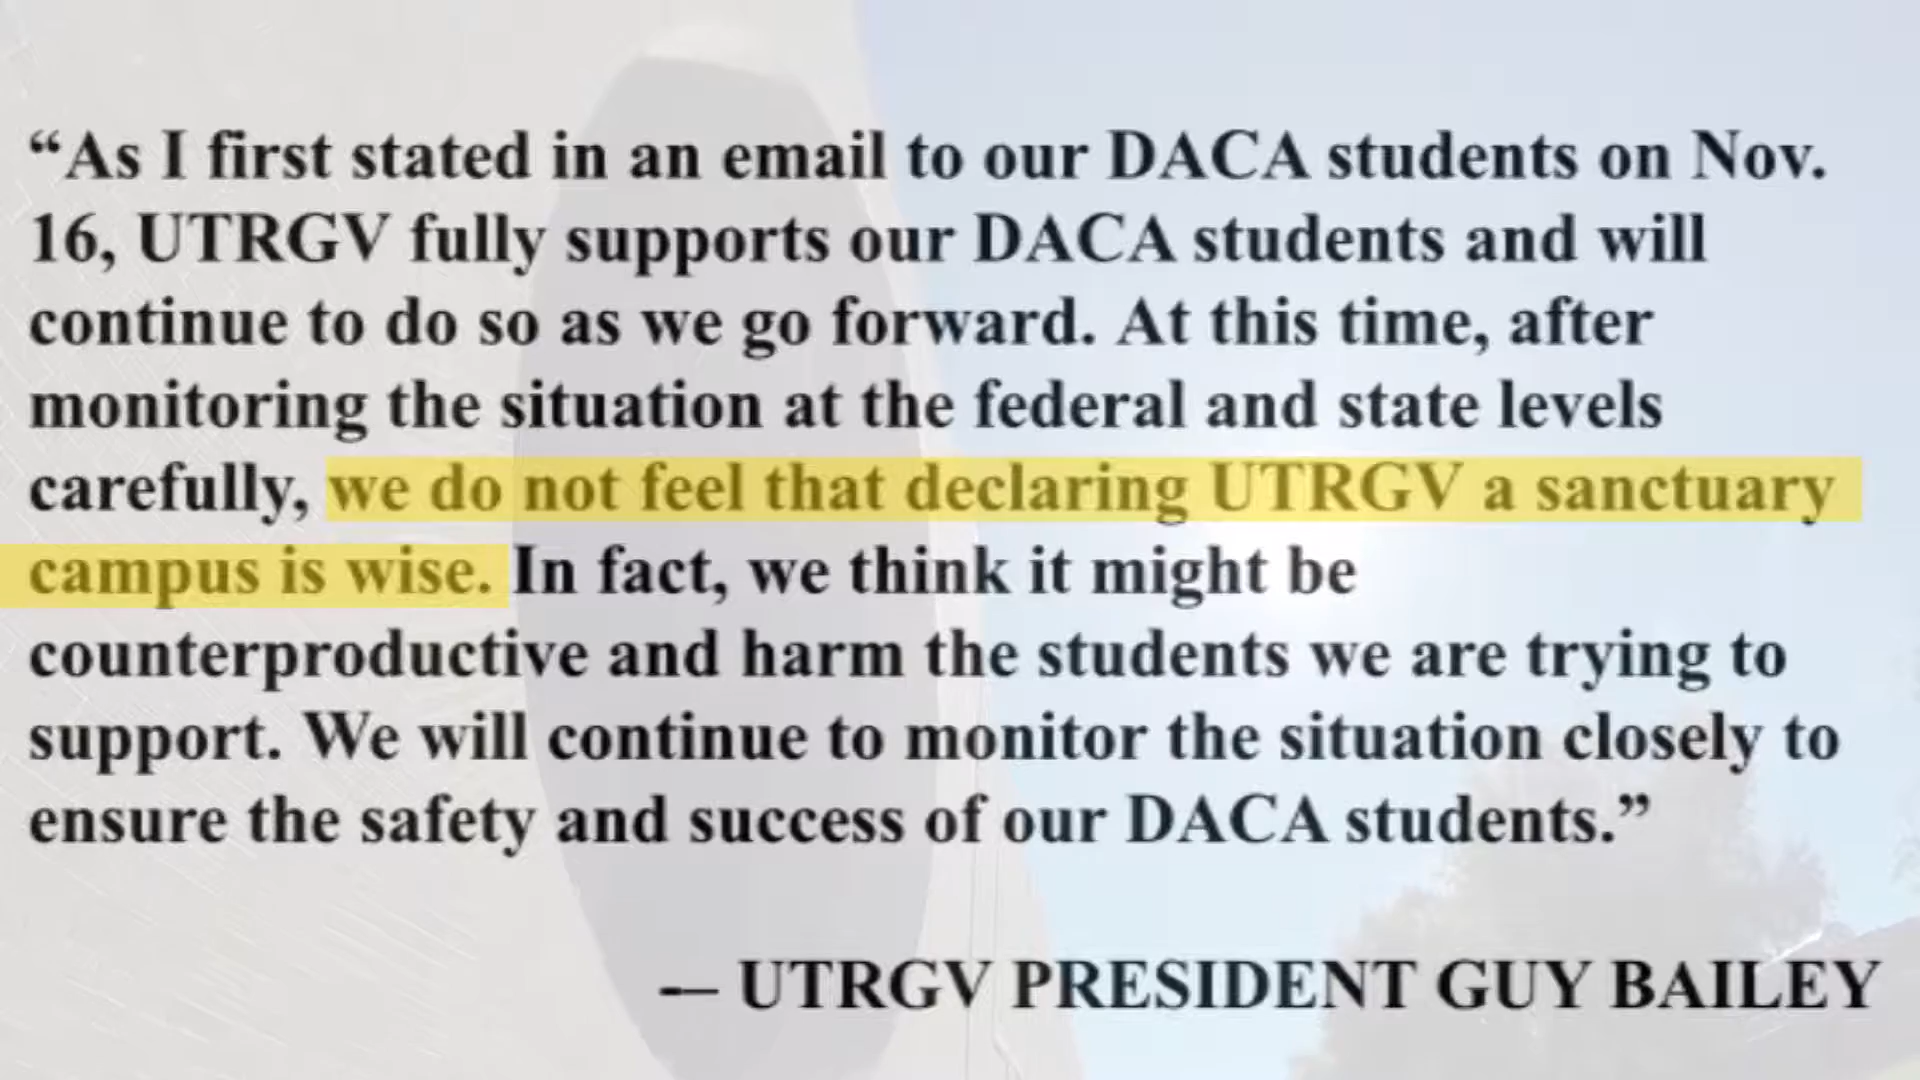 “As I first stated in an email to our DACA students on Nov.
16, UTRGV fully supports our DACA students and will
continue to do so as we go forward. At this time, after
monitoring the situation at the federal and state levels
carefully, we do not feel that declaring UTRGV a sanctuary
campus is wise. In fact, we think it might be
counterproductive and harm the students we are trying to
support. We will continue to monitor the situation closely to
ensure the safety and success of our DACA students.”
-– UTRGV PRESIDENT GUY BAILEY